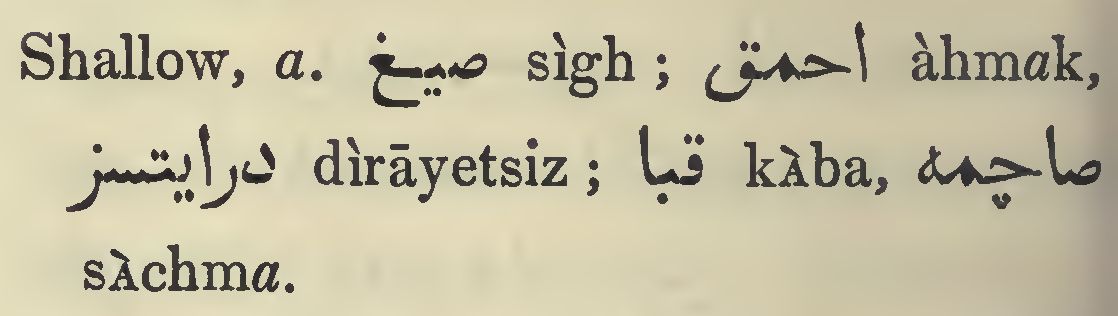 Shallow, a. صيغ sìgh ; احمق àhmak,
درايتسز dìrāyetsiz ; قبا kàba, صاچمه
sàchma.